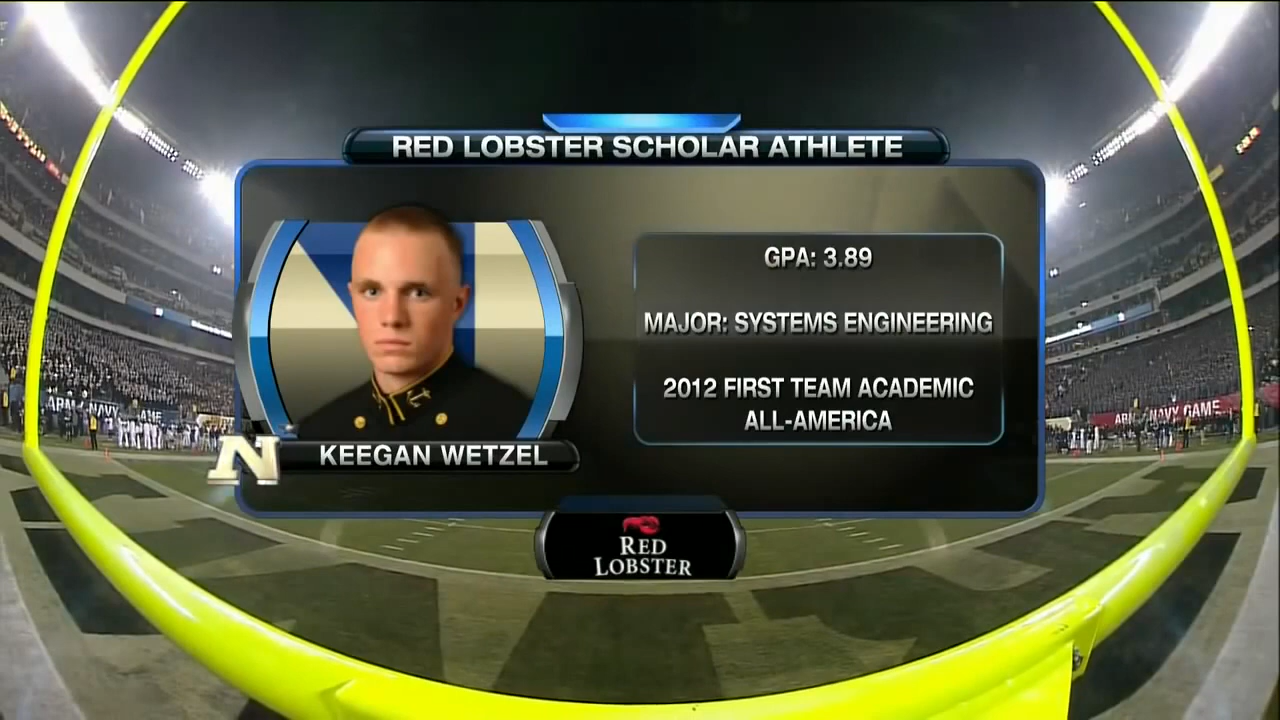 RED LOBSTER SCHOLAR ATHLETE
GPA: 3.89
MAJOR: SYSTEMS ENGINEERING
2012 FIRST TEAM ACADEMIC
ALL-AMERICA
N
KEEGAN WETZEL
ARMY NAVY GAME
ARMY NAVY GAME
RED
LOBSTER